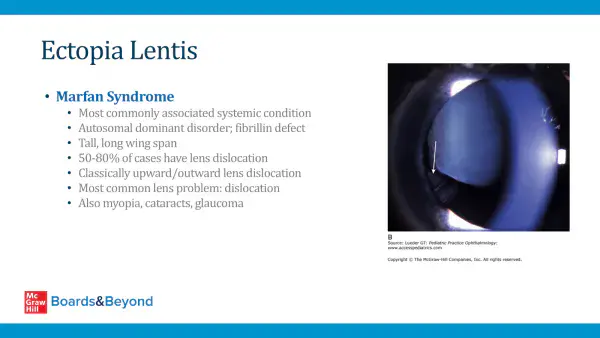 Ectopia Lentis
• Marfan Syndrome
• Most commonly associated systemic condition
• Autosomal dominant disorder; fibrillin defect
• Tall, long wing span
• 50-80% of cases have lens dislocation
• Classically upward/outward lens dislocation
• Most common lens problem: dislocation
• Also myopia, cataracts, glaucoma
B
Source: Lueder GT: Pediatric Practice Ophthalmology:
www.accesspediatrics.com
Copyright © The McGraw-Hill Companies, Inc. All rights reserved.
Mc
Graw
Hill
Boards&Beyond